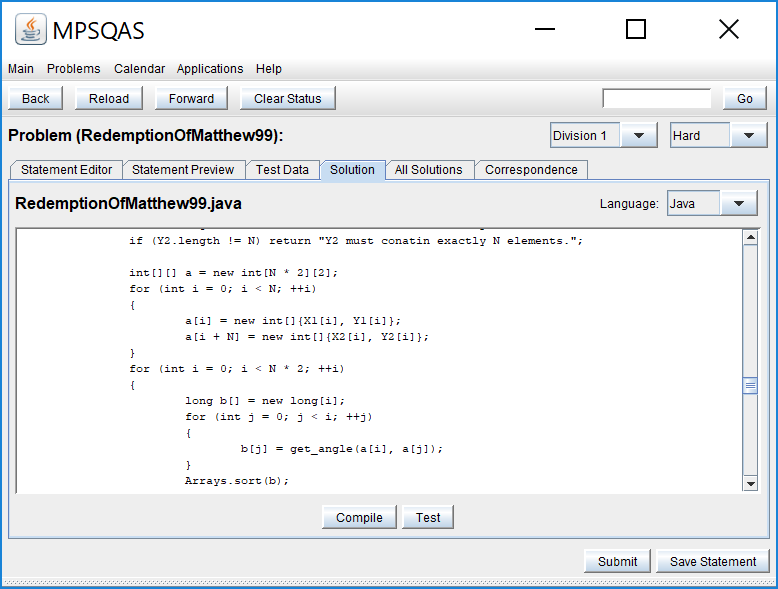 MPSQAS
Main Problems Calendar Applications Help
Back Reload Forward Clear Status Go
Problem (RedemptionOfMatthew99): Division 1 Hard
Statement Editor Statement Preview Test Data Solution All Solutions Correspondence
RedemptionOfMatthew99.java Language: Java
if (Y2.length != N) return "Y2 must conatin exactly N elements.";
int[][] a = new int[N * 2][2];
for (int i = 0; i < N; ++i)
{
a[i] = new int[]{X1[i], Y1[i]};
a[i + N] = new int[]{X2[i], Y2[i]};
}
for (int i = 0; i < N * 2; ++i)
{
long b[] = new long[i];
for (int j = 0; j < i; ++j)
{
b[j] = get_angle(a[i], a[j]);
}
Arrays.sort(b);
Compile Test
Submit Save Statement